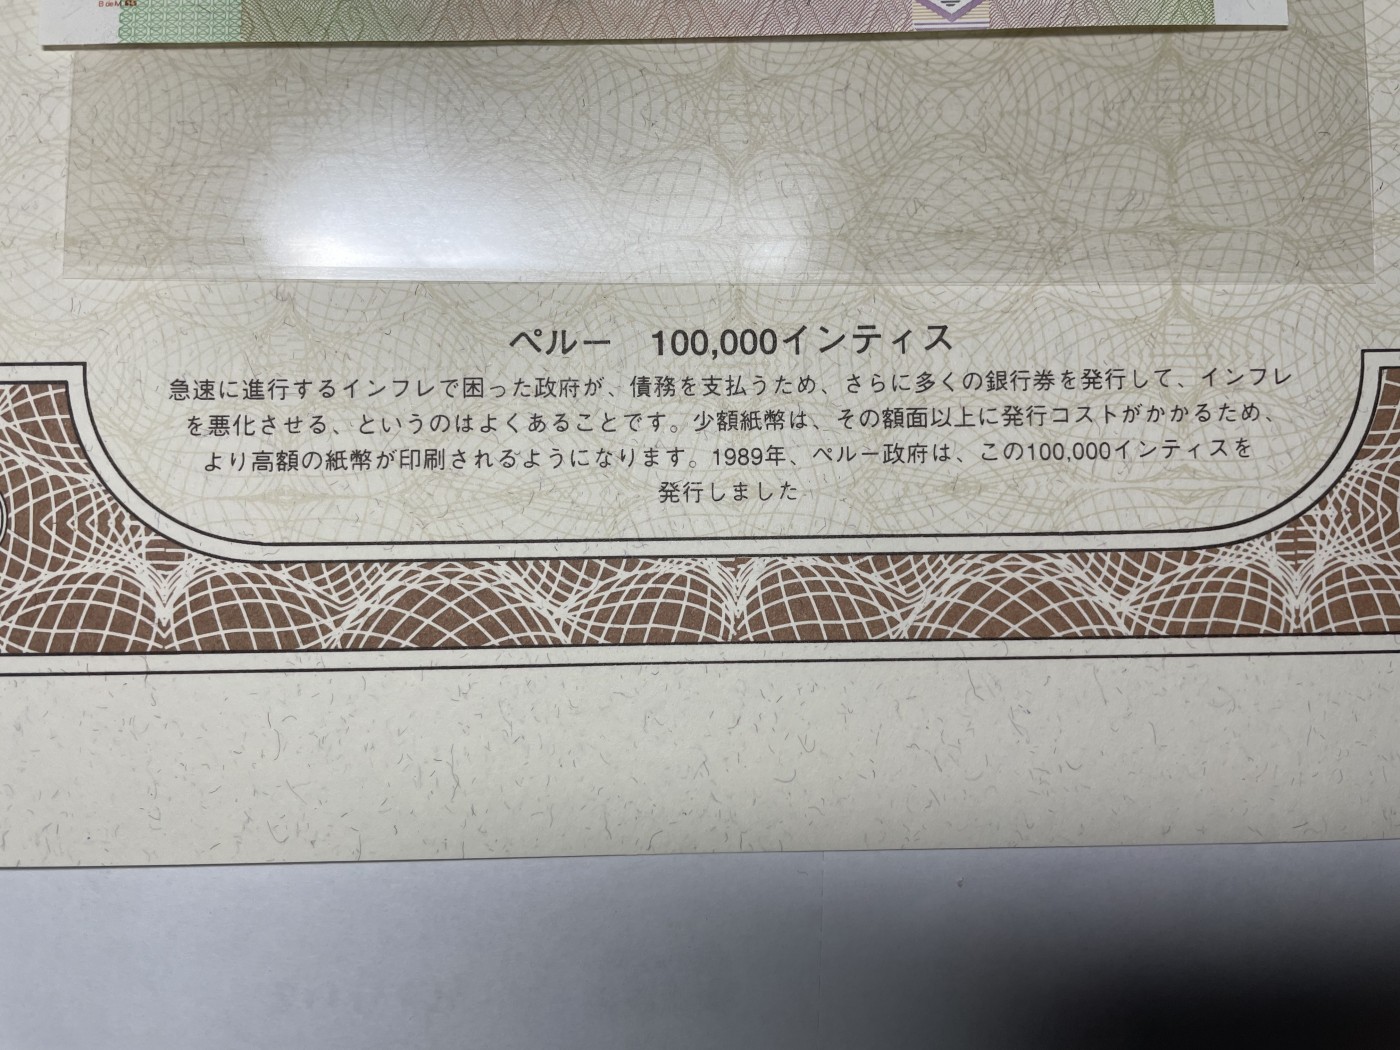 B de M
ペルー　100,000インティス
急速に進行するインフレで困った政府が、債務を支払うため、さらに多くの銀行券を発行して、インフレ
を悪化させる、というのはよくあることです。少額紙幣は、その額面以上に発行コストがかかるため、
より高額の紙幣が印刷されるようになります。1989年、ペルー政府は、この100,000インティスを
発行しました